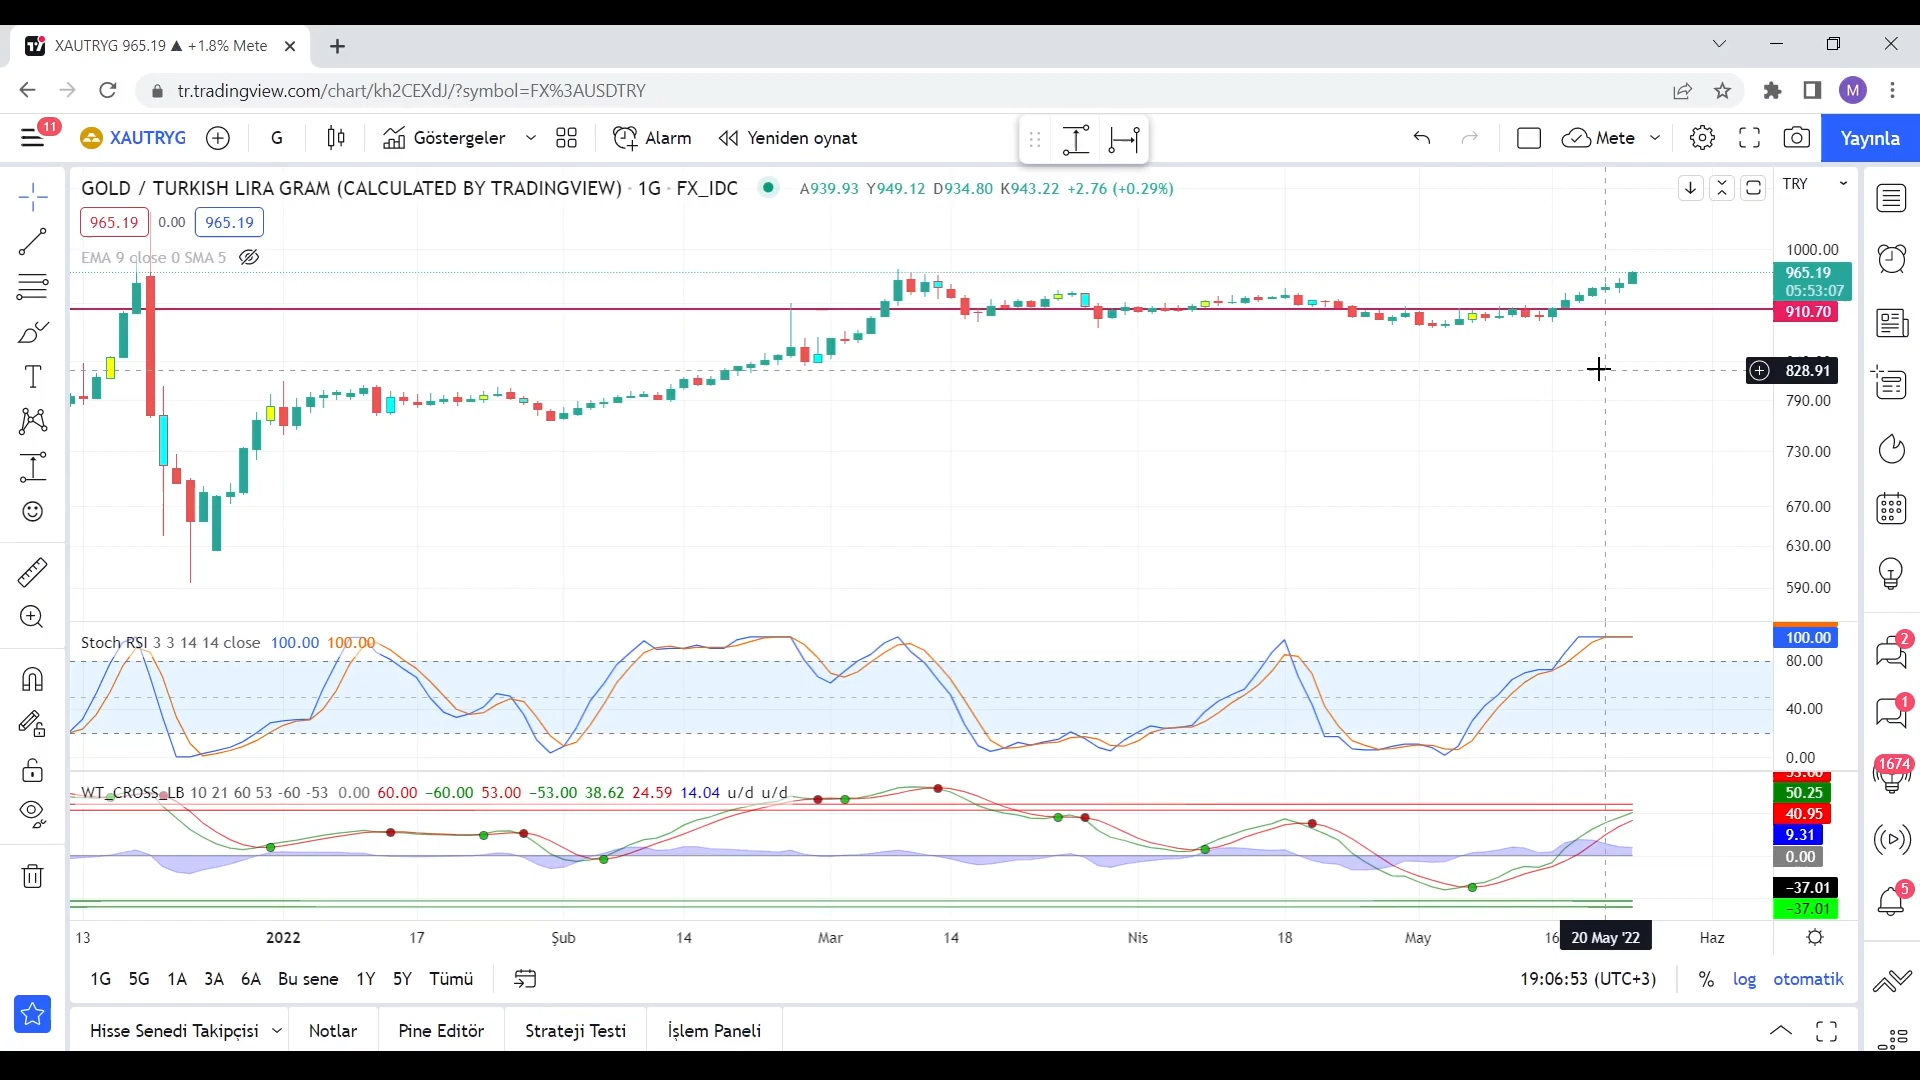 XAUTRYG 965.19 ▲ +1.8% Mete
tr.tradingview.com/chart/kh2CEXdJ/?symbol=FX%3AUSDTRY
M
11
XAUTRYG
G
Göstergeler
Alarm
Yeniden oynat
Mete
Yayınla
GOLD / TURKISH LIRA GRAM (CALCULATED BY TRADINGVIEW) · 1G · FX_IDC
A939.93 Y949.12 D934.80 K943.22 +2.76 (+0.29%)
TRY
965.19 0.00 965.19
EMA 9 close 0 SMA 5
1000.00
965.19
05:53:07
910.70
828.91
790.00
730.00
670.00
630.00
590.00
Stoch RSI 3 3 14 14 close 100.00 100.00
100.00
80.00
40.00
0.00
2
1
1674
5
WT_CROSS_LB 10 21 60 53 -60 -53 0.00 60.00 −60.00 53.00 −53.00 38.62 24.59 14.04 u/d u/d
53.00
50.25
40.95
9.31
0.00
−37.01
−37.01
13 2022 17 Şub 14 Mar 14 Nis 18 May 16 20 May '22 Haz
1G 5G 1A 3A 6A Bu sene 1Y 5Y Tümü
19:06:53 (UTC+3) % log otomatik
Hisse Senedi Takipçisi Notlar Pine Editör Strateji Testi İşlem Paneli